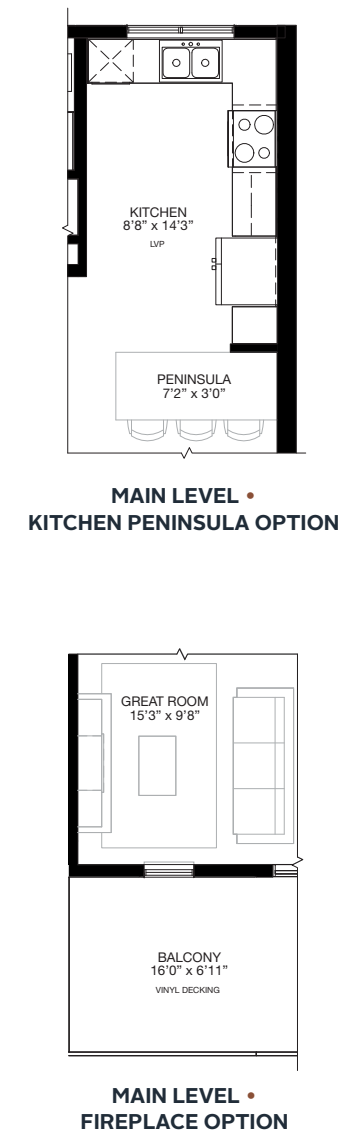 KITCHEN
8’8” x 14’3”
LVP
PENINSULA
7’2” x 3’0”
MAIN LEVEL •
KITCHEN PENINSULA OPTION
GREAT ROOM
15’3” x 9’8”
BALCONY
16’0” x 6’11”
VINYL DECKING
MAIN LEVEL •
FIREPLACE OPTION